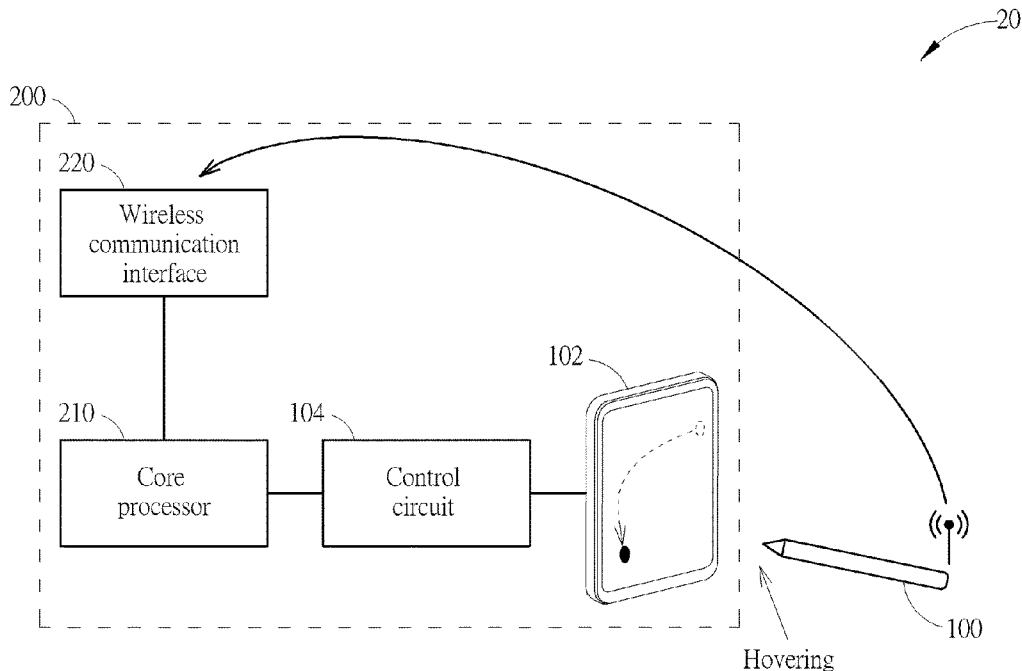 20
200
220
Wireless
communication
interface
102
210
104
Core
processor
Control
circuit
100
Hovering